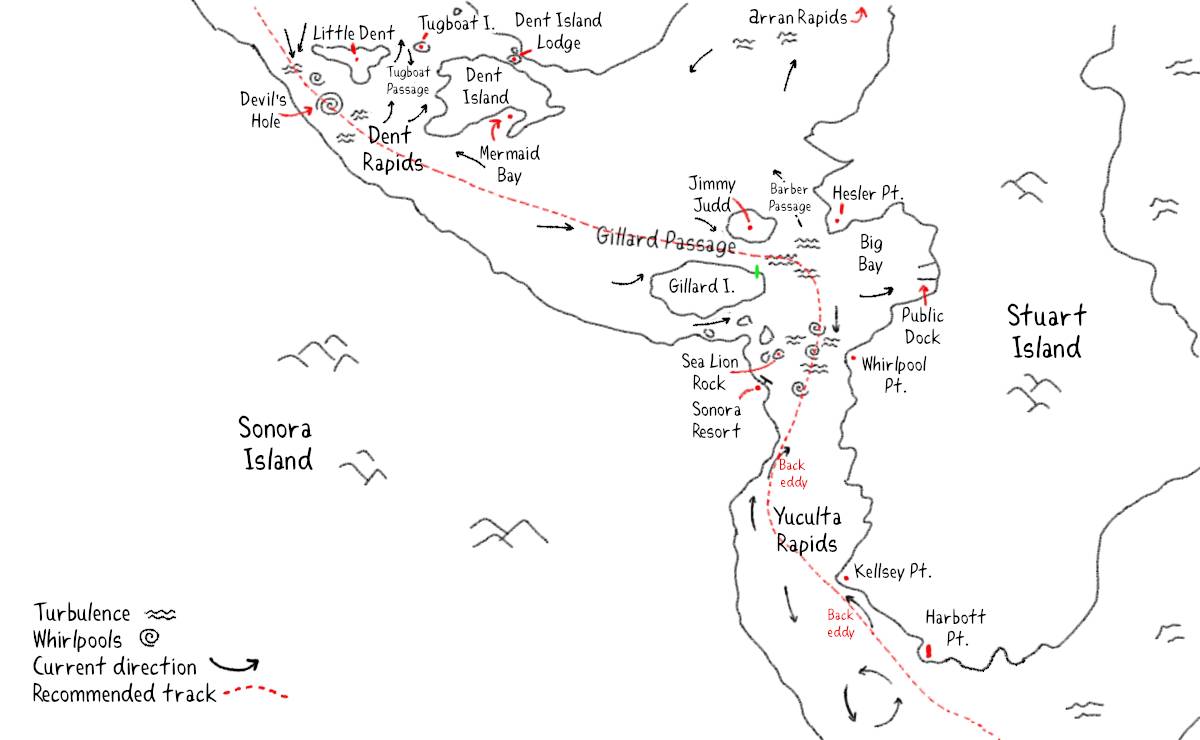 arran Rapids
Tugboat I.
Dent Island
Lodge
Little Dent
Tugboat
Passage
Dent
Island
Devil's
Hole
Dent
Rapids
Mermaid
Bay
Jimmy
Judd
Barber
Passage
Hesler Pt.
Gillard Passage
Big
Bay
Gillard I.
Public
Dock
Stuart
Island
Sea Lion
Rock
Whirlpool
Pt.
Sonora
Resort
Sonora
Island
Back
eddy
Yuculta
Rapids
Kellsey Pt.
Back
eddy
Harbott
Pt.
Turbulence
Whirlpools
Current direction
Recommended track